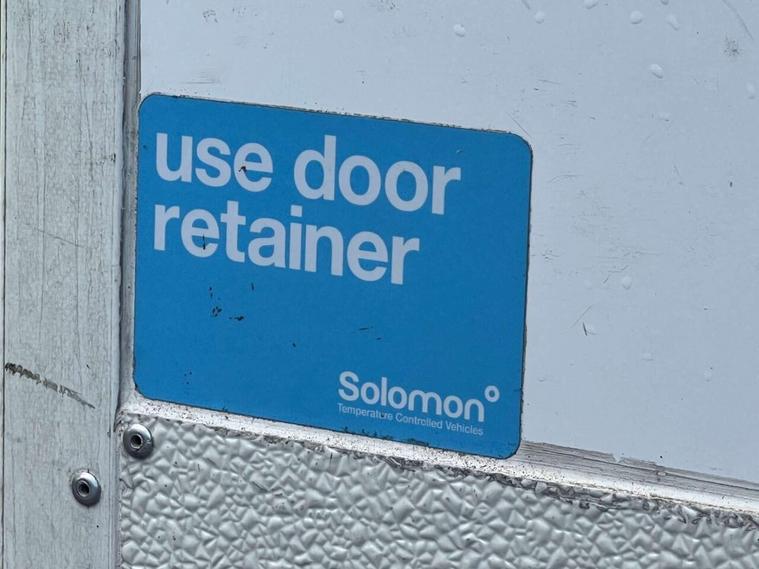 use door
retainer
Solomon°
Temperature Controlled Vehicles